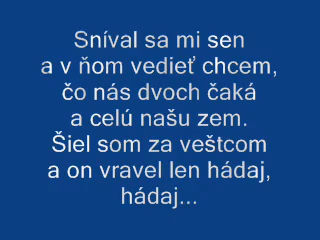 Sníval sa mi sen
a v ňom vedieť chcem,
čo nás dvoch čaká
a celú našu zem.
Šiel som za veštcom
a on vravel len hádaj,
hádaj...